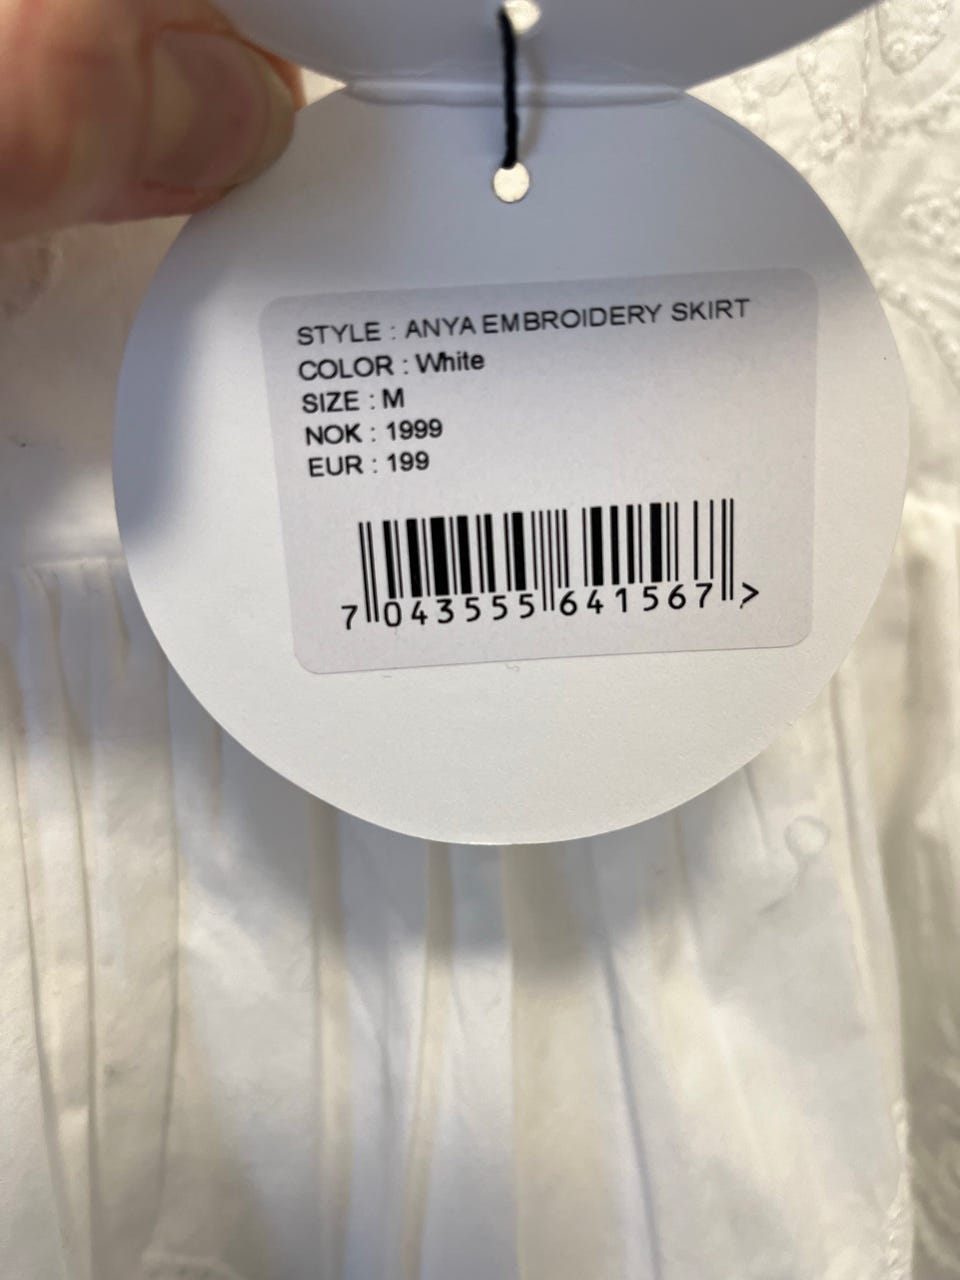 STYLE : ANYA EMBROIDERY SKIRT
COLOR : White
SIZE : M
NOK : 1999
EUR : 199
7 043555 641567 >